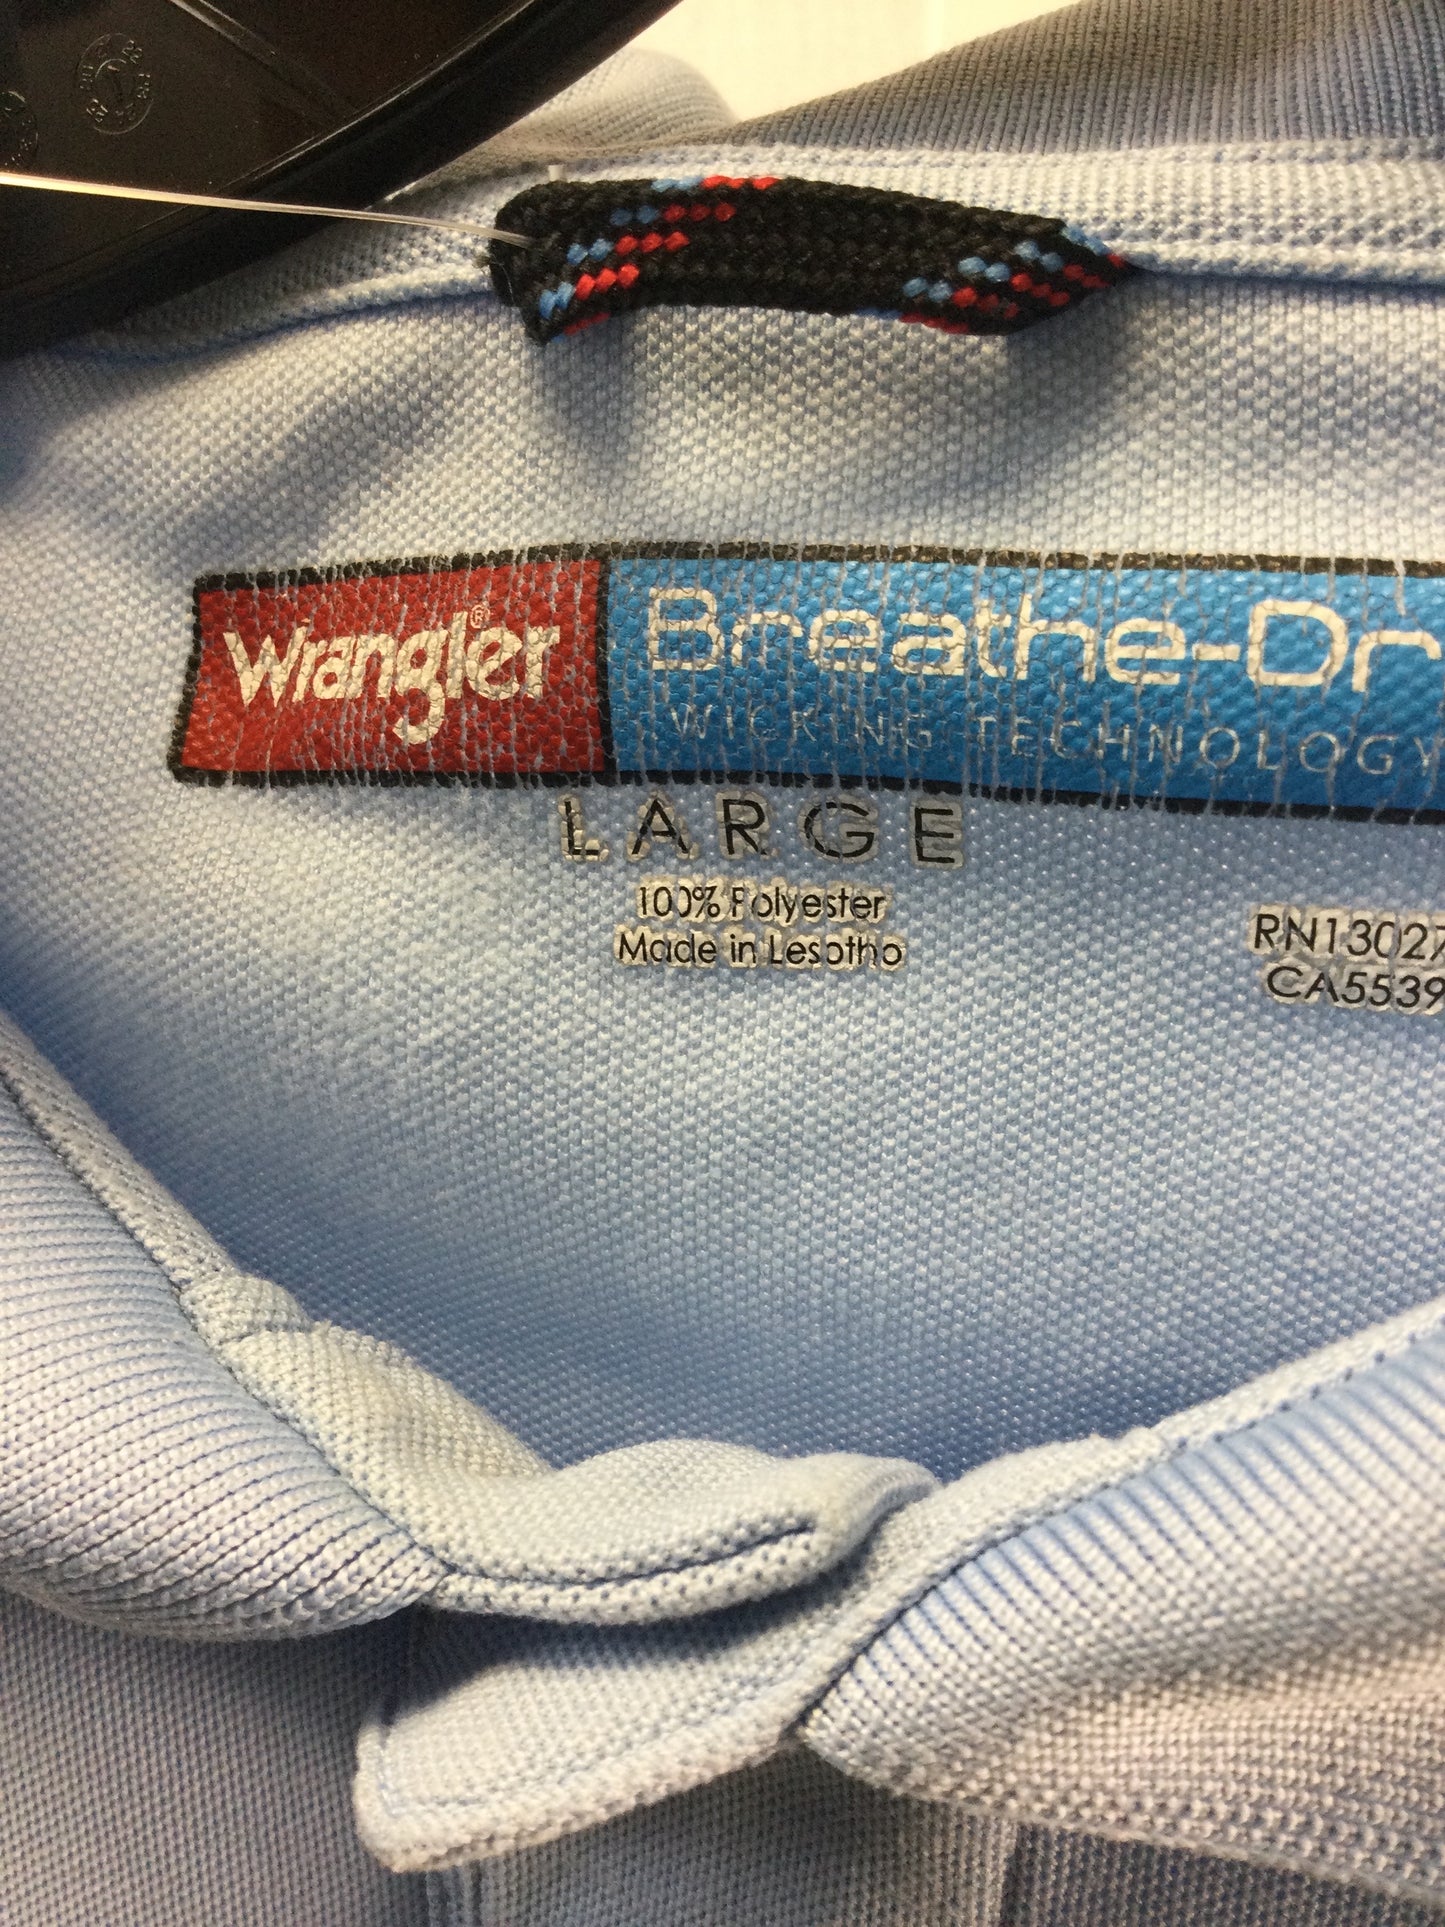 Wrangler®
Breathe-Dr
WICKING TECHNOLOGY
LARGE
100% Polyester
Made in Lesotho
RN13027
CA5539